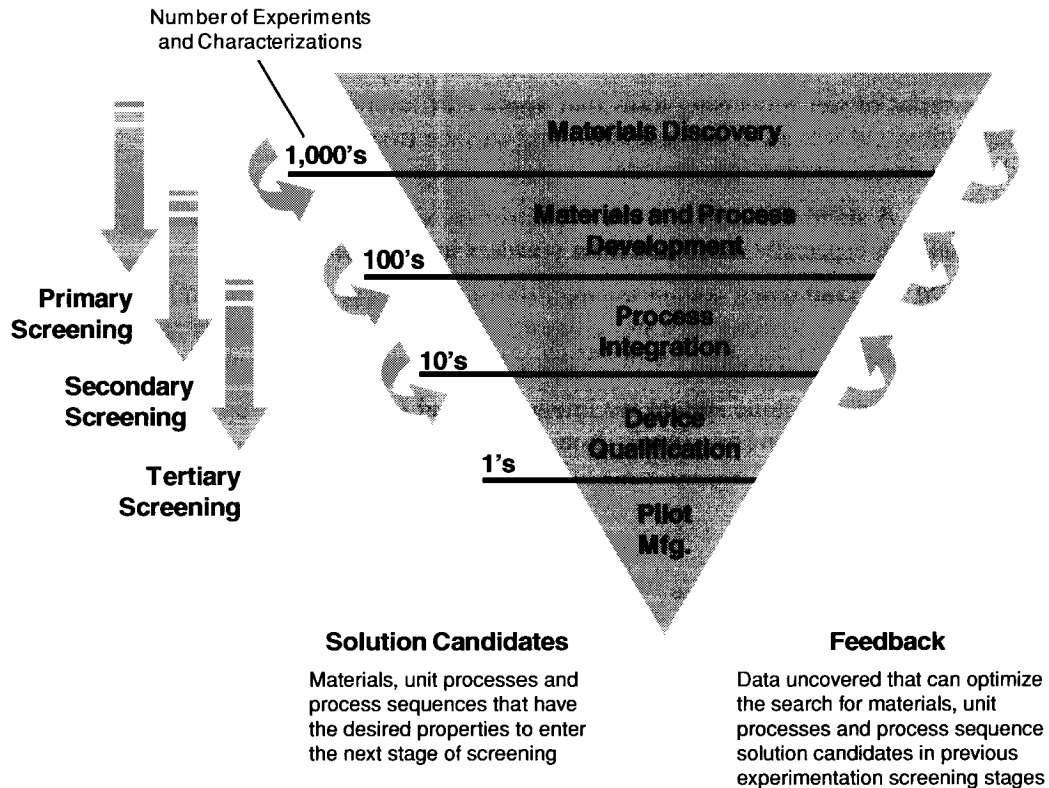 Number of Experiments
and Characterizations
1,000's
Materials Discovery
Materials and Process
Development
100's
Process
Integration
10's
Device
Qualification
1's
Pilot
Mfg.
Primary
Screening
Secondary
Screening
Tertiary
Screening
Solution Candidates
Materials, unit processes and
process sequences that have
the desired properties to enter
the next stage of screening
Feedback
Data uncovered that can optimize
the search for materials, unit
processes and process sequence
solution candidates in previous
experimentation screening stages